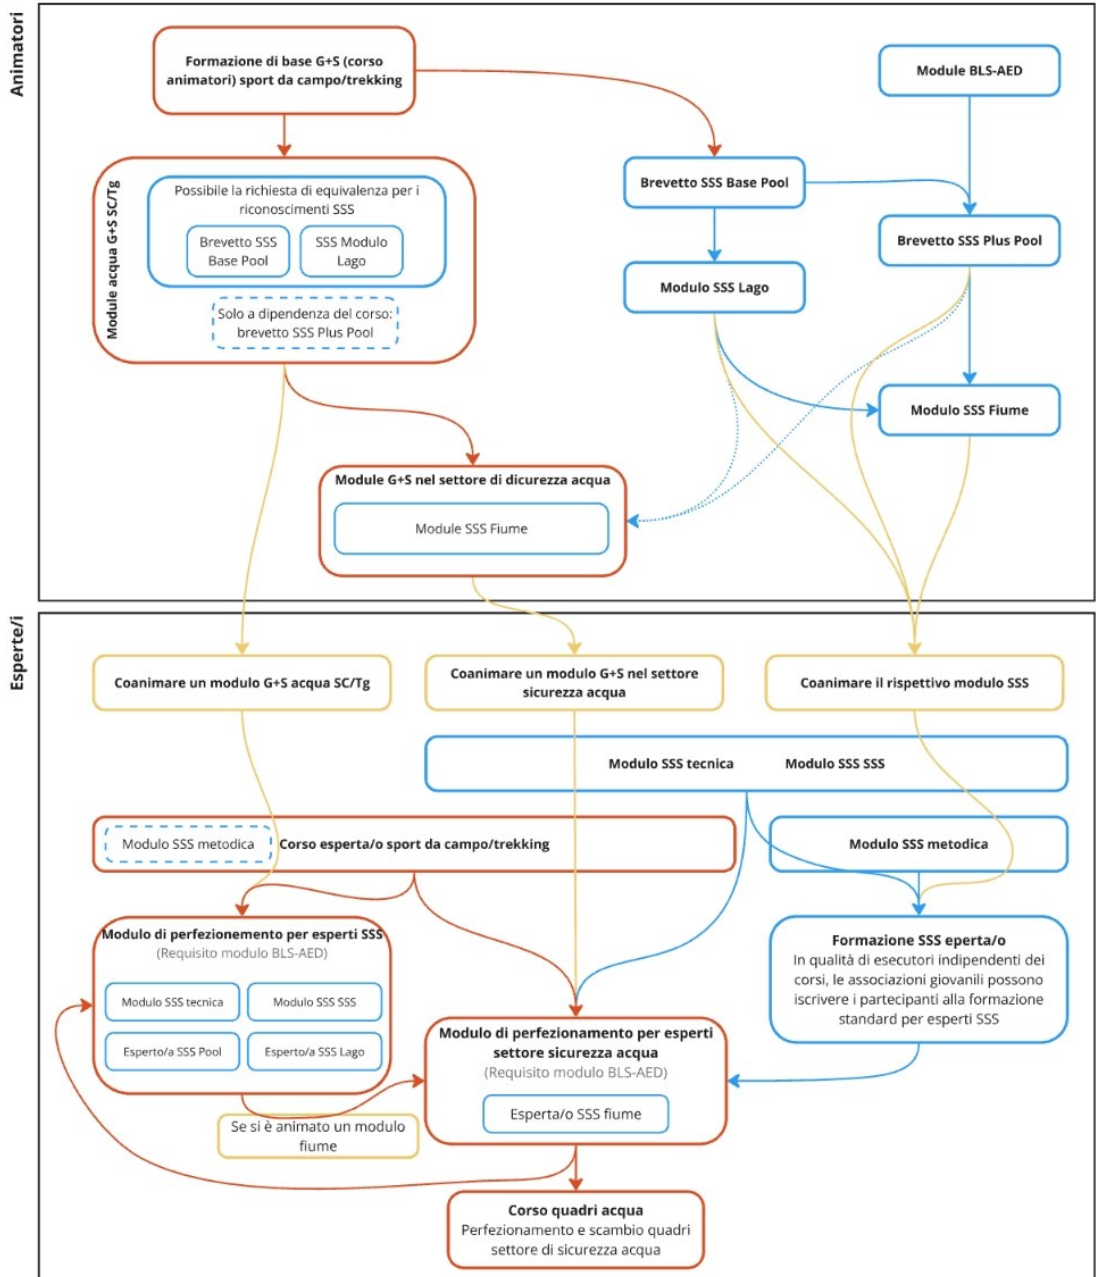 Animatori
Formazione di base G+S (corso
animatori) sport da campo/trekking
Module BLS-AED
Module acqua G+S SC/Tg
Possibile la richiesta di equivalenza per i
riconoscimenti SSS
Brevetto SSS
Base Pool
SSS Modulo
Lago
Solo a dipendenza del corso:
brevetto SSS Plus Pool
Brevetto SSS Base Pool
Brevetto SSS Plus Pool
Modulo SSS Lago
Modulo SSS Fiume
Module G+S nel settore di dicurezza acqua
Module SSS Fiume
Esperte/i
Coanimare un modulo G+S acqua SC/Tg
Coanimare un modulo G+S nel settore
sicurezza acqua
Coanimare il rispettivo modulo SSS
Modulo SSS tecnica
Modulo SSS SSS
Modulo SSS metodica
Corso esperta/o sport da campo/trekking
Modulo SSS metodica
Modulo di perfezionemento per esperti SSS
(Requisito modulo BLS-AED)
Modulo SSS tecnica
Modulo SSS SSS
Esperto/a SSS Pool
Esperto/a SSS Lago
Formazione SSS eperta/o
In qualità di esecutori indipendenti dei
corsi, le associazioni giovanili possono
iscrivere i partecipanti alla formazione
standard per esperti SSS
Modulo di perfezionamento per esperti
settore sicurezza acqua
(Requisito modulo BLS-AED)
Esperta/o SSS fiume
Se si è animato un modulo
fiume
Corso quadri acqua
Perfezionamento e scambio quadri
settore di sicurezza acqua